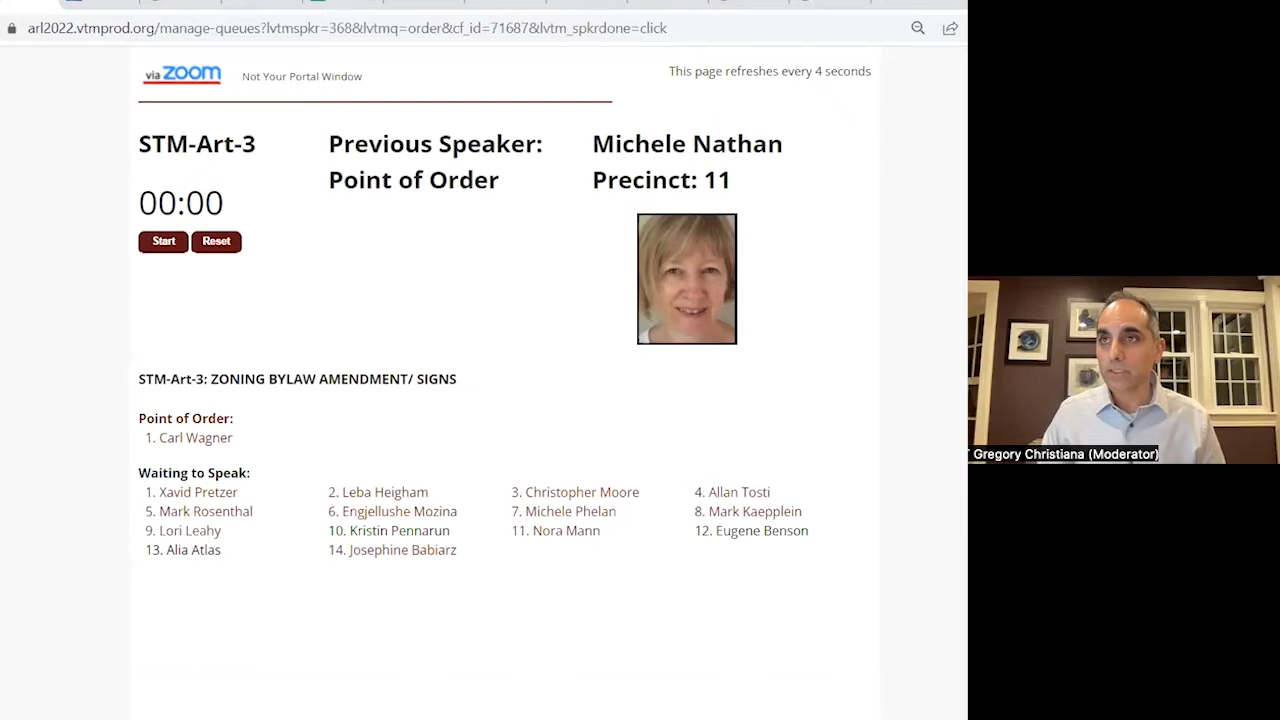 arl2022.vtmprod.org/manage-queues?lvtmspkr=368&lvtmq=order&cf_id=71687&lvtm_spkrdone=click
via zoom Not Your Portal Window This page refreshes every 4 seconds
STM-Art-3 Previous Speaker: Michele Nathan
Point of Order Precinct: 11
00:00
Start Reset
STM-Art-3: ZONING BYLAW AMENDMENT/ SIGNS
Point of Order:
1. Carl Wagner
Waiting to Speak:
1. Xavid Pretzer 2. Leba Heigham 3. Christopher Moore 4. Allan Tosti
5. Mark Rosenthal 6. Engjellushe Mozina 7. Michele Phelan 8. Mark Kaepplein
9. Lori Leahy 10. Kristin Pennarun 11. Nora Mann 12. Eugene Benson
13. Alia Atlas 14. Josephine Babiarz
Gregory Christiana (Moderator)